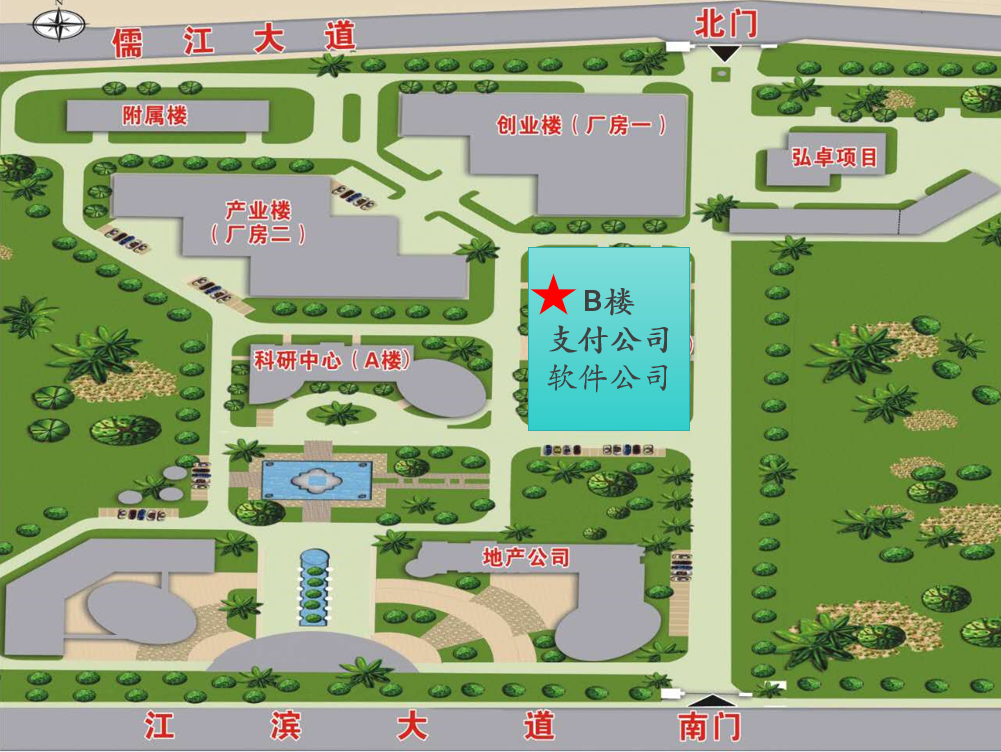 N
儒江大道
北门
附属楼
创业楼（厂房一）
弘卓项目
产业楼
（厂房二）
B楼
支付公司
软件公司
科研中心（A楼）
地产公司
江滨大道
南门